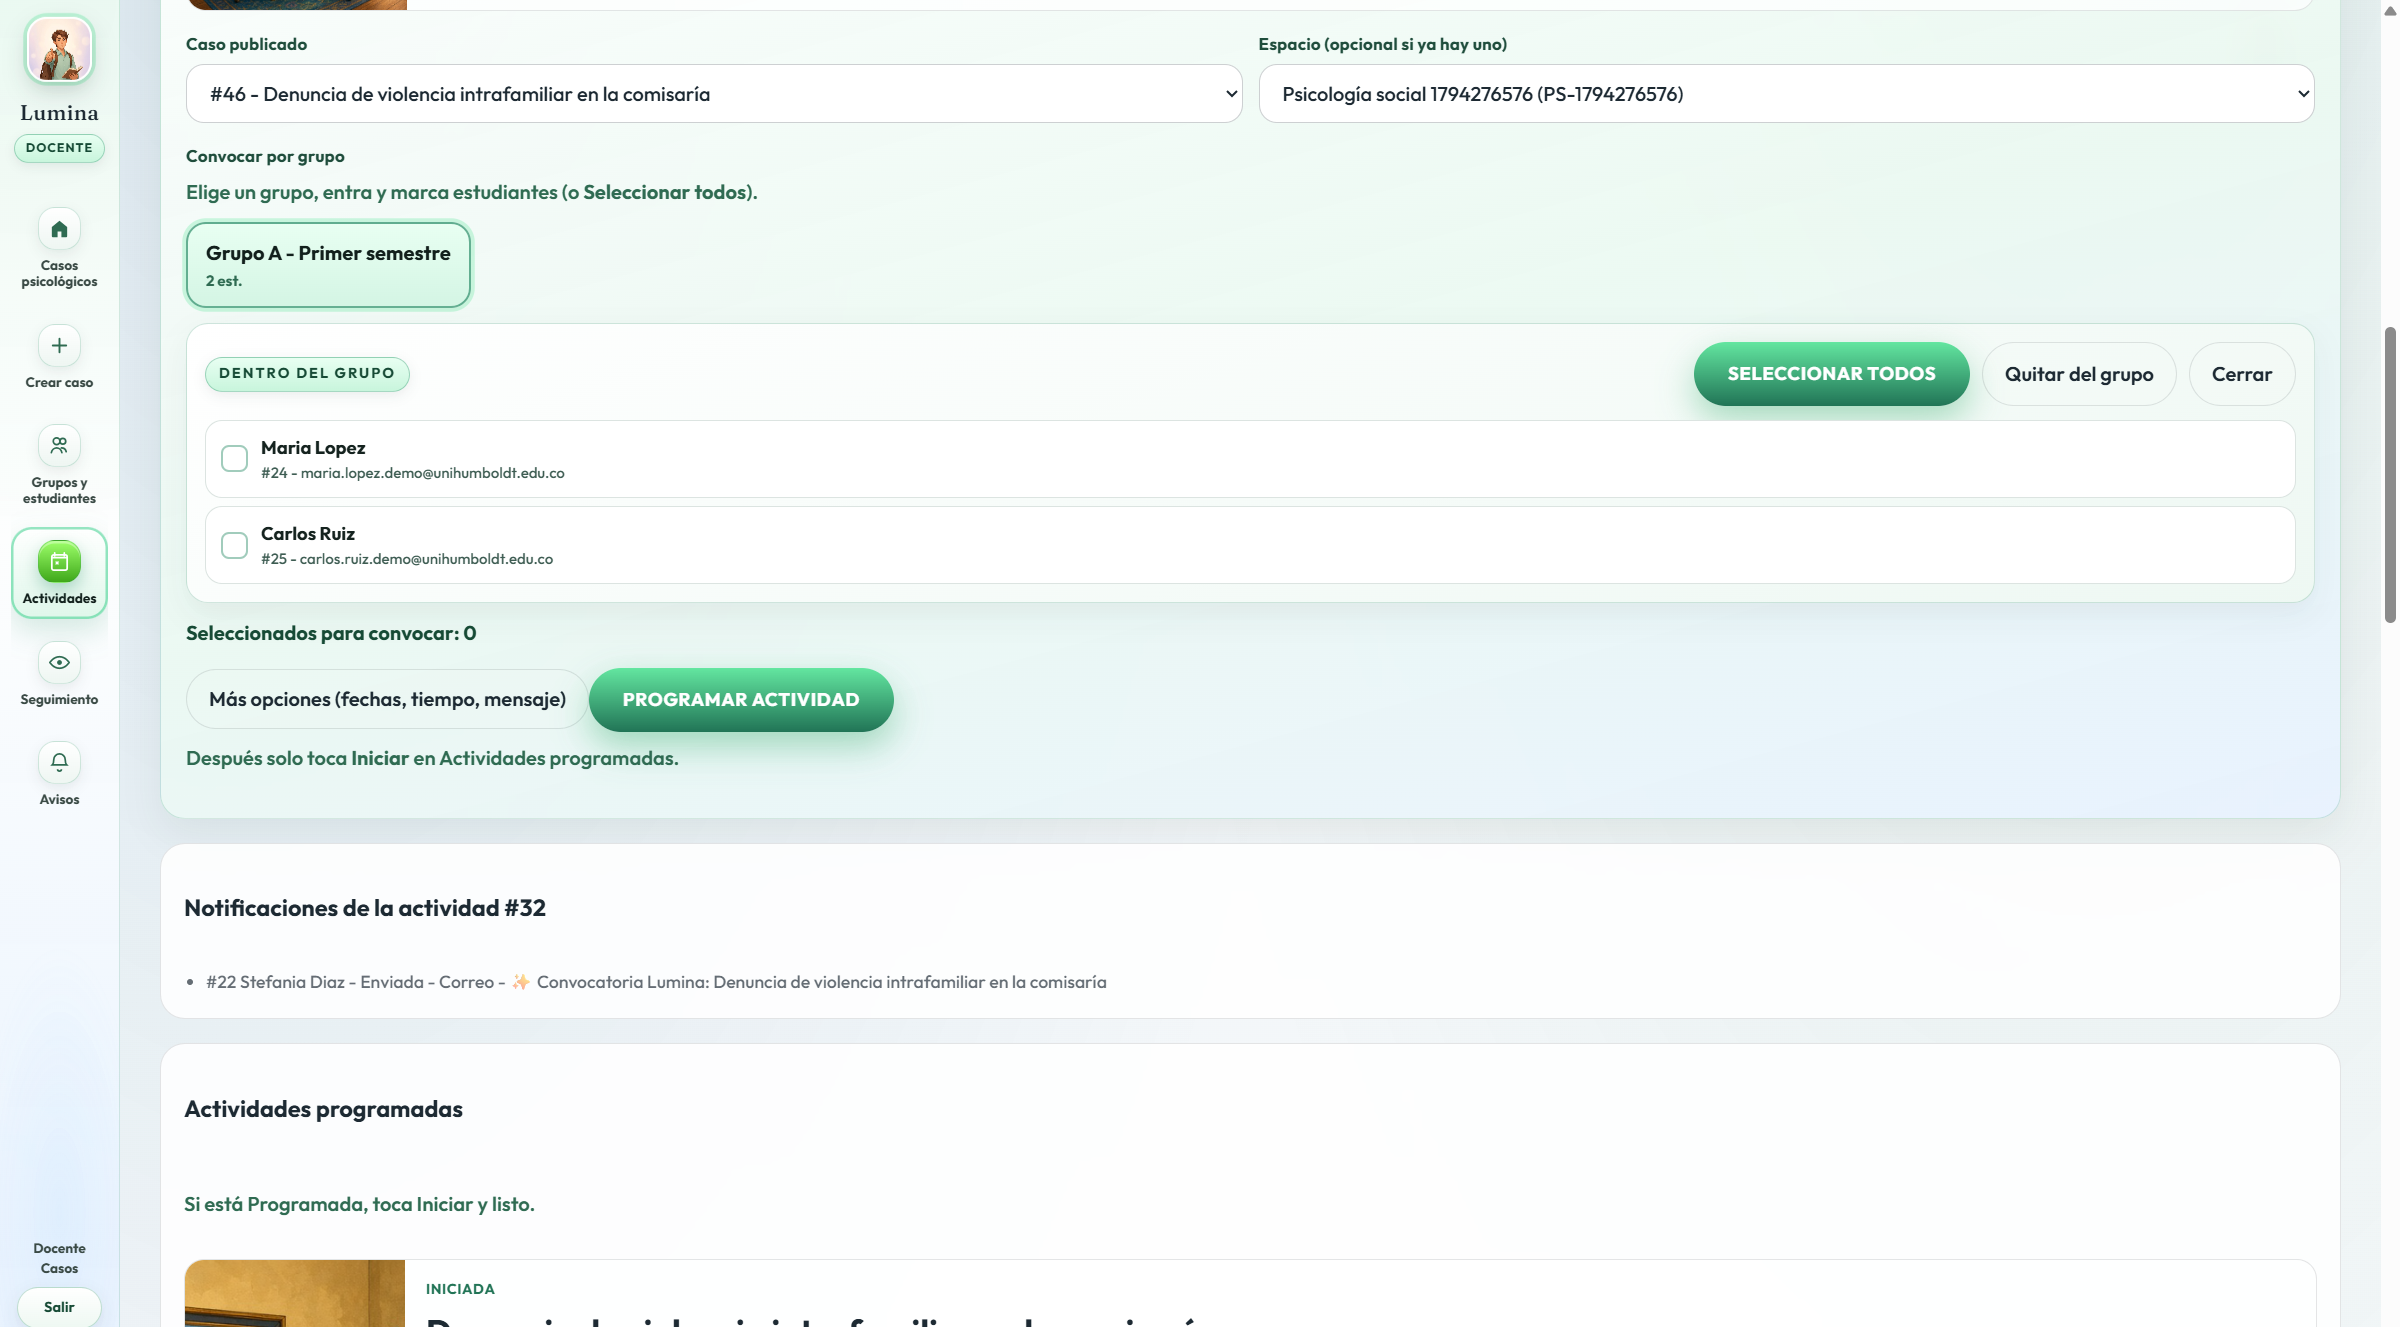 Lumina
DOCENTE
Casos
psicológicos
Crear caso
Grupos y
estudiantes
Actividades
Seguimiento
Avisos
Docente
Casos
Salir
Caso publicado
#46 - Denuncia de violencia intrafamiliar en la comisaría
Espacio (opcional si ya hay uno)
Psicología social 1794276576 (PS-1794276576)
Convocar por grupo
Elige un grupo, entra y marca estudiantes (o Seleccionar todos).
Grupo A - Primer semestre
2 est.
DENTRO DEL GRUPO
SELECCIONAR TODOS
Quitar del grupo
Cerrar
Maria Lopez
#24 - maria.lopez.demo@unihumboldt.edu.co
Carlos Ruiz
#25 - carlos.ruiz.demo@unihumboldt.edu.co
Seleccionados para convocar: 0
Más opciones (fechas, tiempo, mensaje)
PROGRAMAR ACTIVIDAD
Después solo toca Iniciar en Actividades programadas.
Notificaciones de la actividad #32
• #22 Stefania Diaz - Enviada - Correo - ✨ Convocatoria Lumina: Denuncia de violencia intrafamiliar en la comisaría
Actividades programadas
Si está Programada, toca Iniciar y listo.
INICIADA